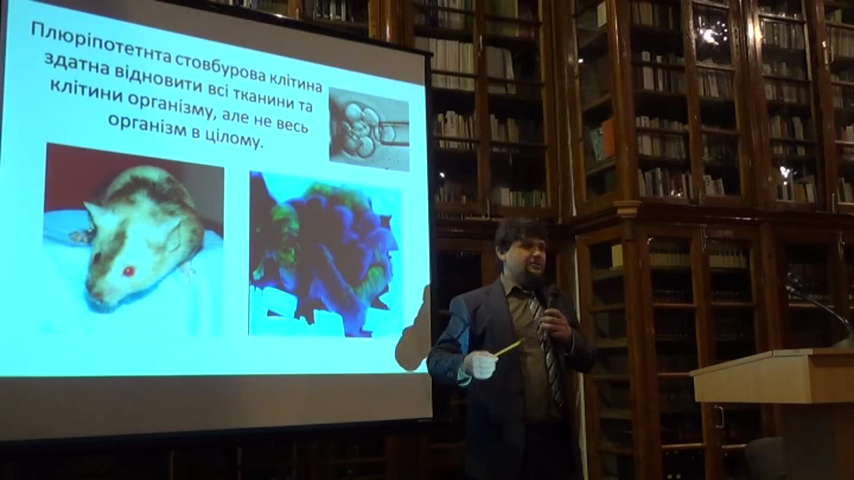 Плюріпотетнта стовбурова клітина
здатна відновити всі тканини та
клітини організму, але не весь
організм в цілому.